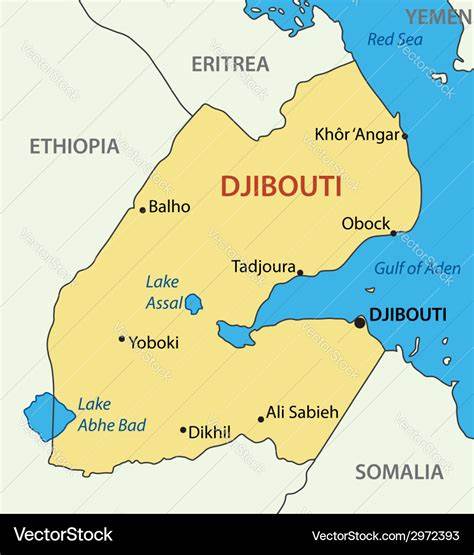 YEMEN
Red Sea
ERITREA
Khôr ‘Angar
ETHIOPIA
DJIBOUTI
Balho
Obock
Tadjoura
Gulf of Aden
Lake
Assal
DJIBOUTI
Yoboki
Lake
Abhe Bad
Ali Sabieh
Dikhil
SOMALIA
VectorStock®
VectorStock.com/2972393